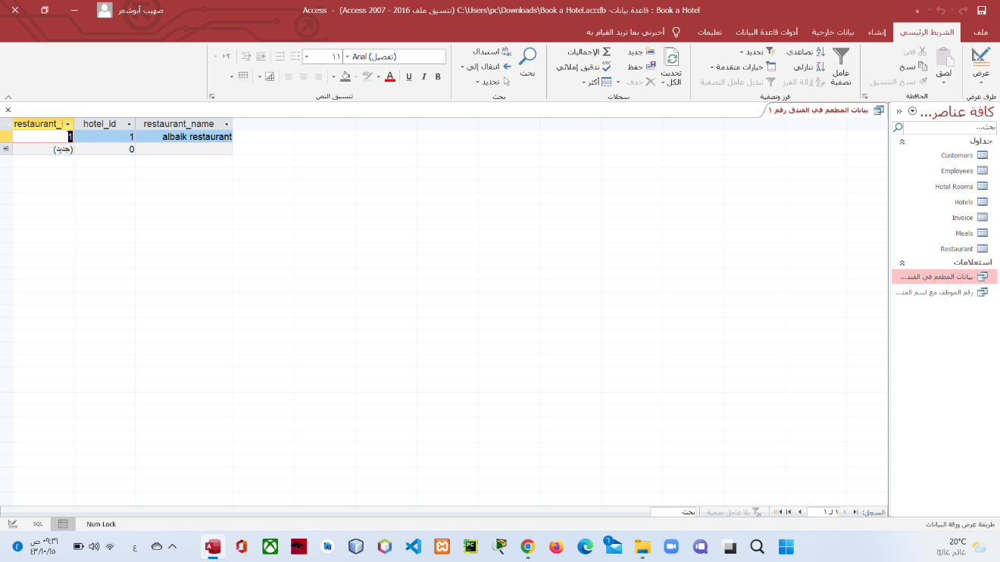 صهيب أبوشعر
Book a Hotel : قاعدة بيانات- C:\Users\pc\Downloads\Book a Hotel.accdb (تنسيق ملف Access 2007 - 2016) - Access
ملف
الشريط الرئيسي
إنشاء
بيانات خارجية
أدوات قاعدة البيانات
تعليمات
أخبرني بما تريد القيام به
عرض
طرق عرض
لصق
قص
نسخ
نسخ التنسيق
الحافظة
عامل تصفية
تصاعدي
تنازلي
إزالة الفرز
تحديد
خيارات متقدمة
تبديل عامل التصفية
فرز وتصفية
تحديث الكل
جديد
حفظ
حذف
الإجماليات
تدقيق إملائي
أكثر
سجلات
بحث
استبدال
انتقال إلى
تحديد
بحث
Arial (تفصيل)
١١
B I U A
تنسيق النص
كافة عناصر...
بحث...
جداول
Customers
Employees
Hotel Rooms
Hotels
Invoice
Meals
Restaurant
استعلامات
بيانات المطعم في الفند...
رقم الموظف مع اسم الفن...
بيانات المطعم في الفندق رقم ١
restaurant_i hotel_id restaurant_name
1 1 albaik restaurant
(جديد) 0
السجل: ١ لـ ١
بلا عامل تصفية
بحث
طريقة عرض ورقة البيانات
Num Lock
SQL
20°C
غائم غالبًا
ع
٠٩:٣١ ص
٤٣/١٠/١٥
٢